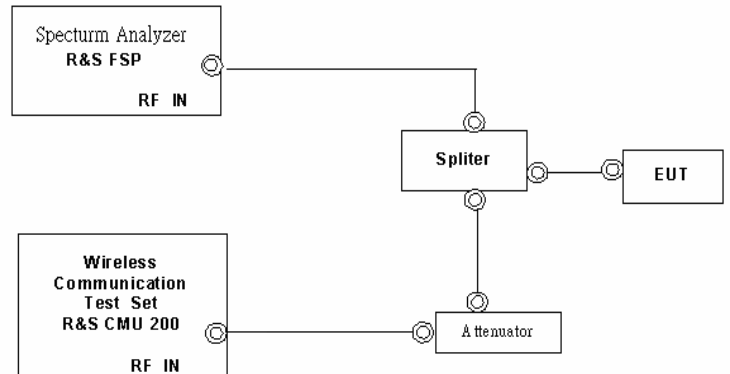 Specturm Analyzer
R&S FSP
RF IN
Spliter
EUT
Wireless
Communication
Test Set
R&S CMU 200
RF IN
Attenuator